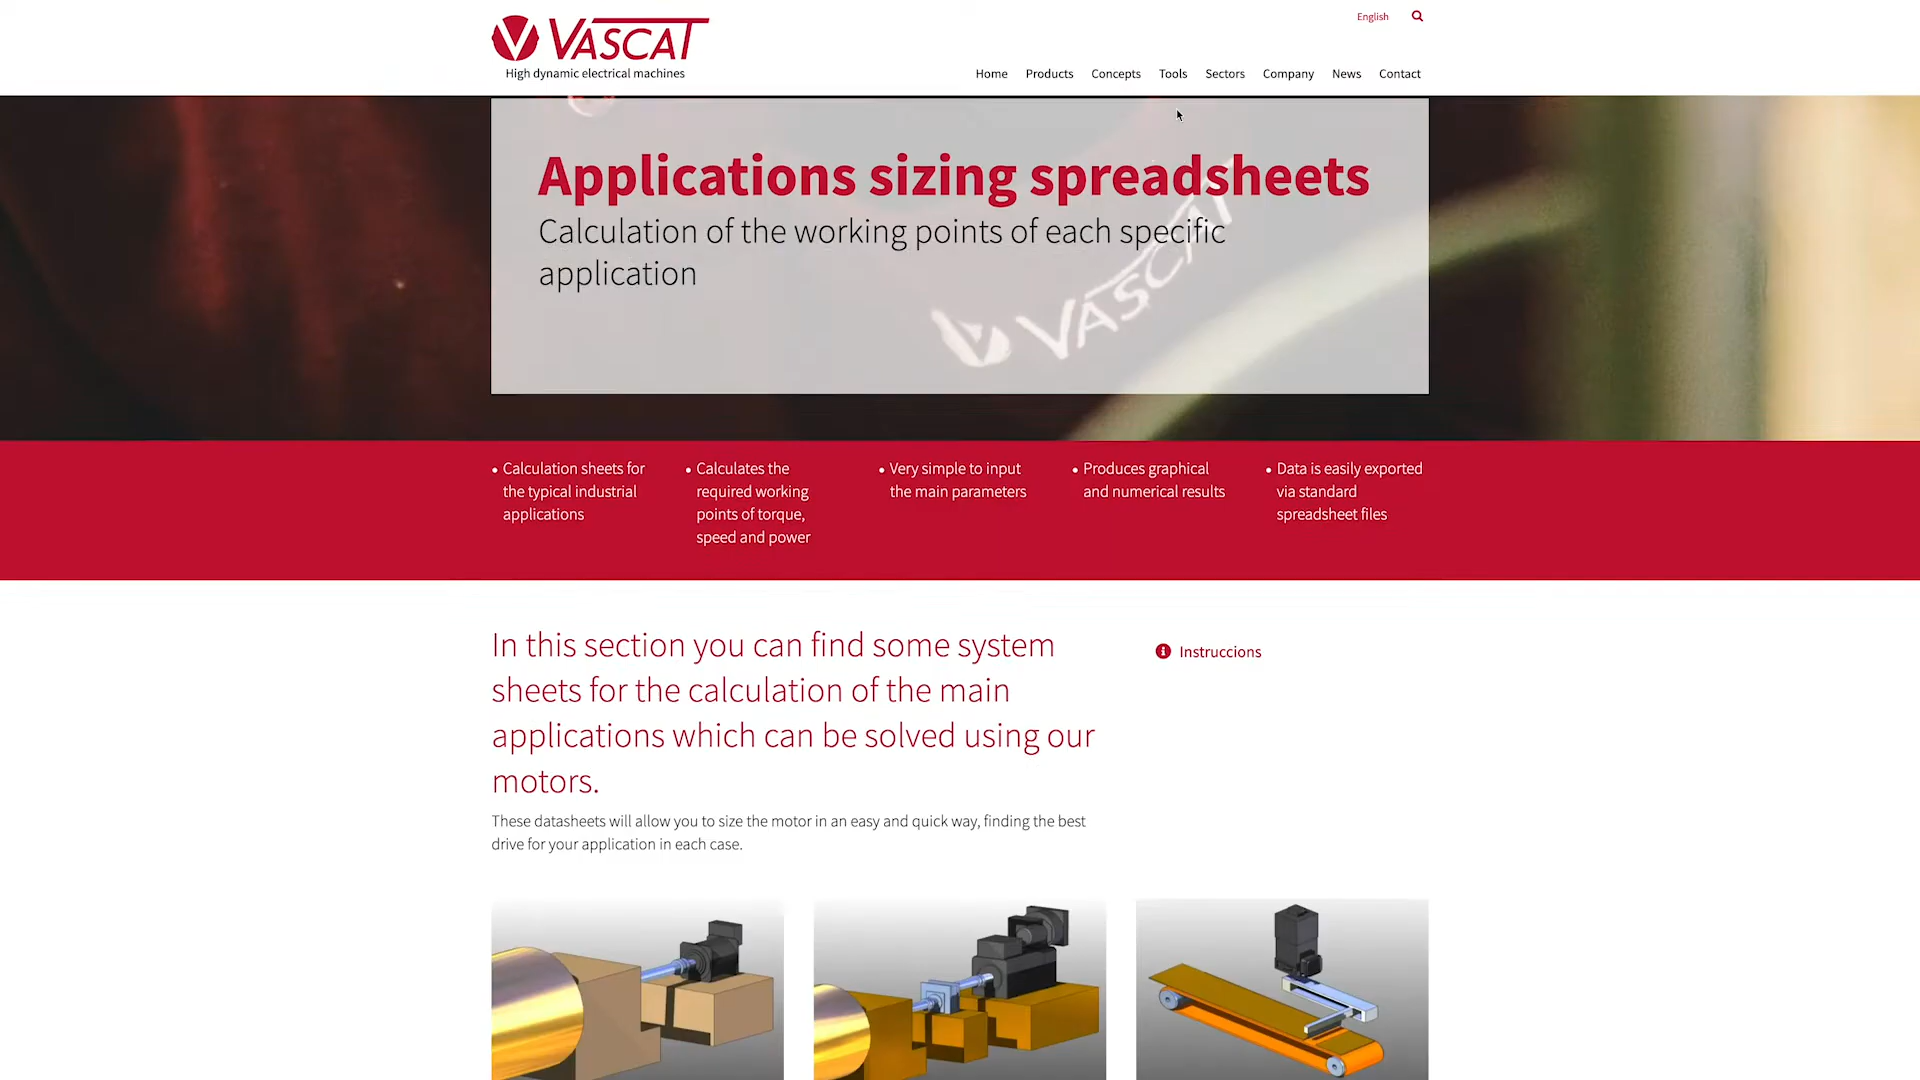 VASCAT
High dynamic electrical machines
English
Home Products Concepts Tools Sectors Company News Contact
Applications sizing spreadsheets
Calculation of the working points of each specific
application
VASCAT
• Calculation sheets for
the typical industrial
applications
• Calculates the
required working
points of torque,
speed and power
• Very simple to input
the main parameters
• Produces graphical
and numerical results
• Data is easily exported
via standard
spreadsheet files
In this section you can find some system
sheets for the calculation of the main
applications which can be solved using our
motors.
Instruccions
These datasheets will allow you to size the motor in an easy and quick way, finding the best
drive for your application in each case.